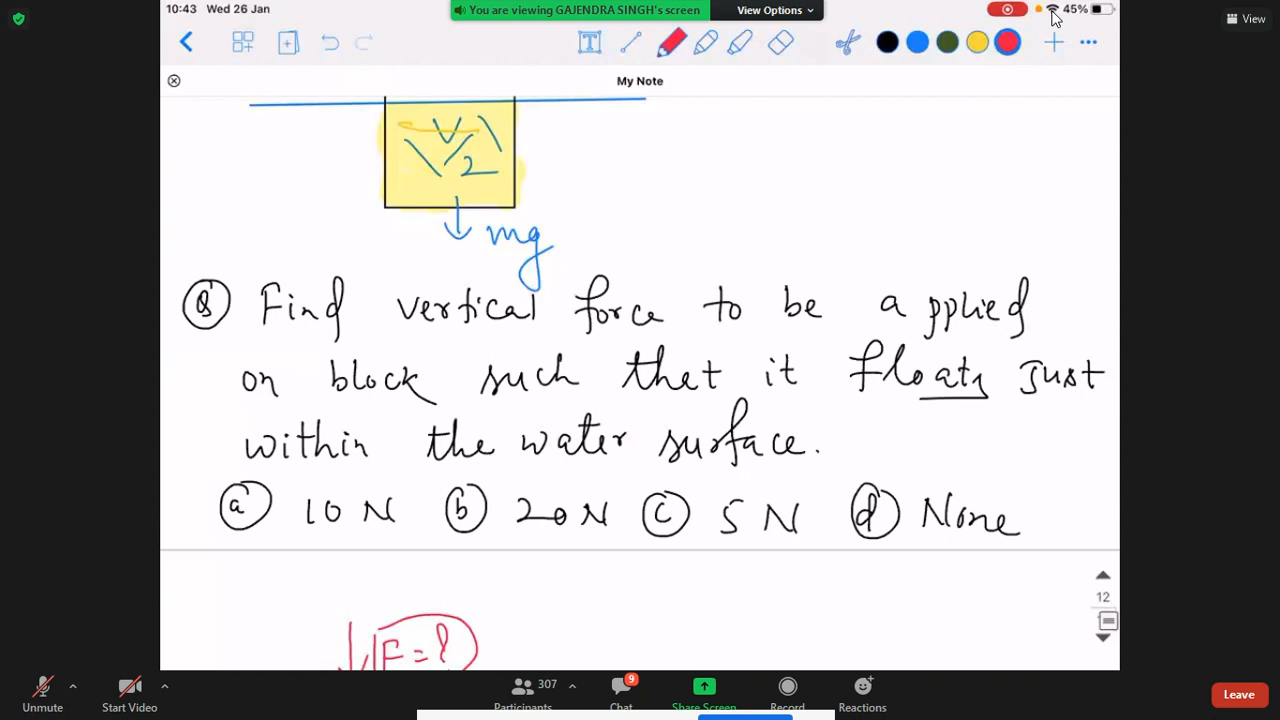 10:43 Wed 26 Jan
You are viewing GAJENDRA SINGH's screen
View Options
45%
View
My Note
V/2
mg
Q Find vertical force to be applied
on block such that it floats just
within the water surface.
a 10 N b 20 N c 5 N d None
12
F = ?
Unmute
Start Video
307
Participants
9
Chat
Share Screen
Record
Reactions
Leave